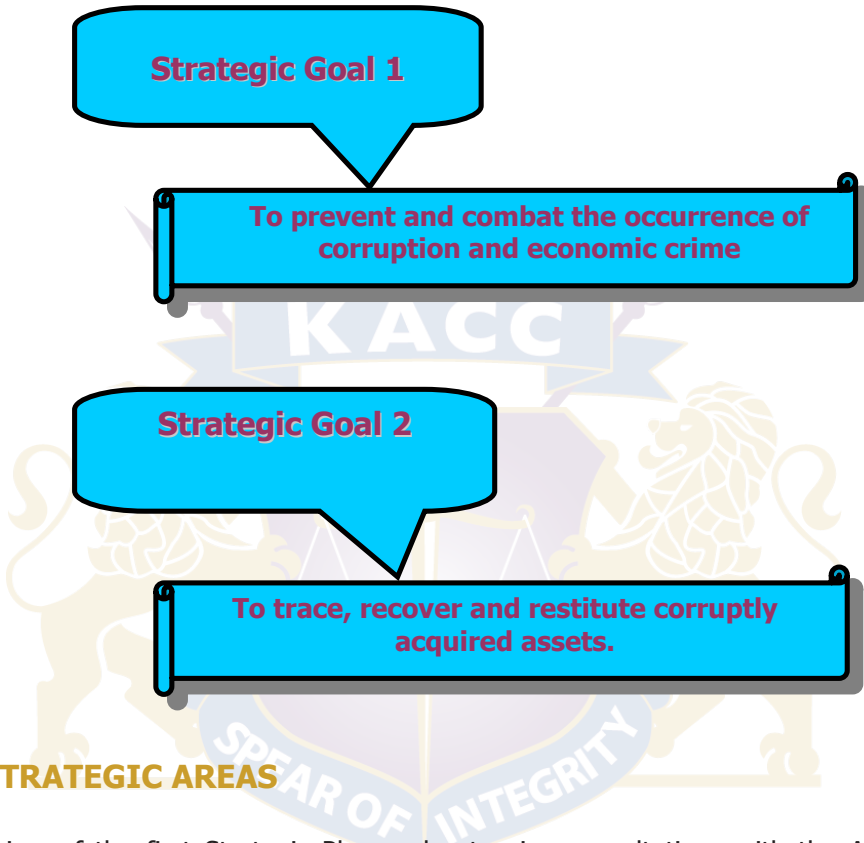 Strategic Goal 1
To prevent and combat the occurrence of
corruption and economic crime
KACC
Strategic Goal 2
To trace, recover and restitute corruptly
acquired assets.
SPEAR OF INTEGRITY
TRATEGIC AREAS